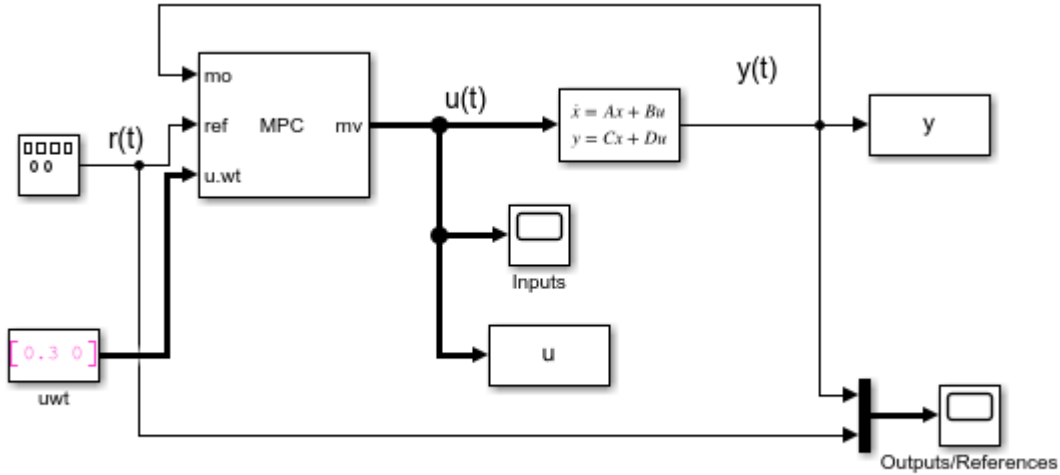 mo
ref
u.wt
MPC
mv
r(t)
u(t)
ẋ = Ax + Bu
y = Cx + Du
y(t)
y
Inputs
u
[0.3 0]
uwt
Outputs/References